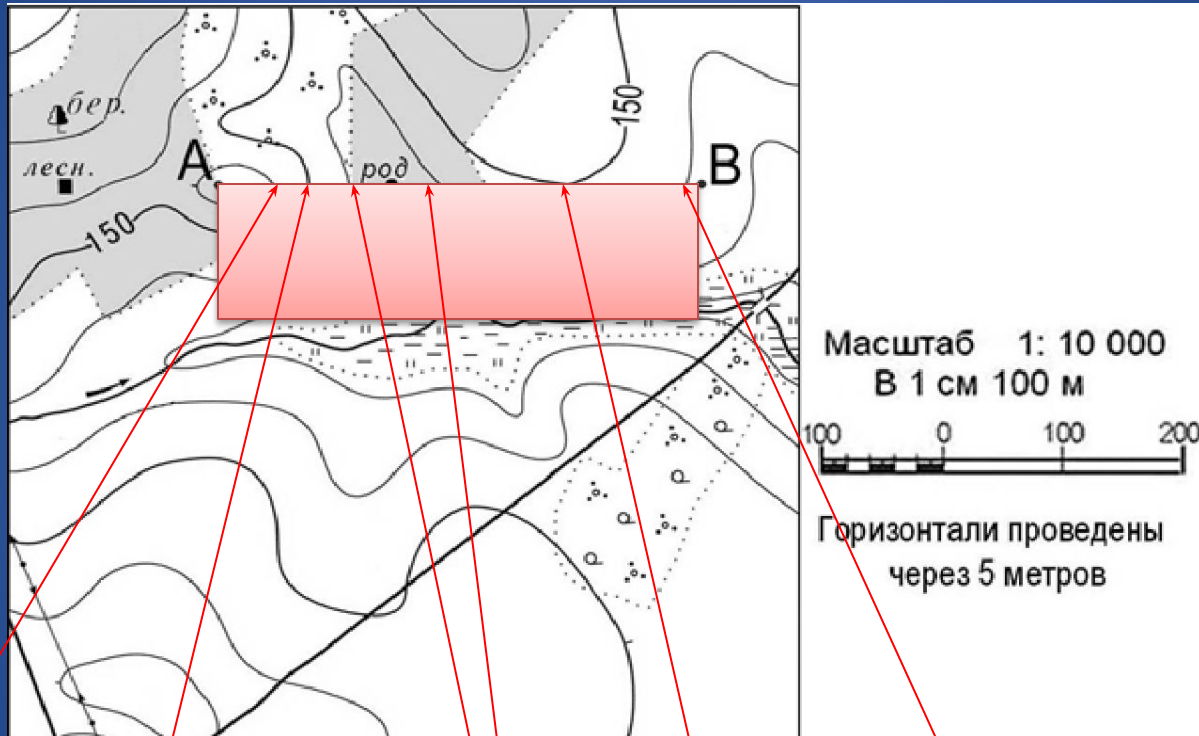 150
бер.
A
B
лесн.
род
150
Масштаб 1: 10 000
В 1 см 100 м
100 0 100 200
Горизонтали проведены
через 5 метров